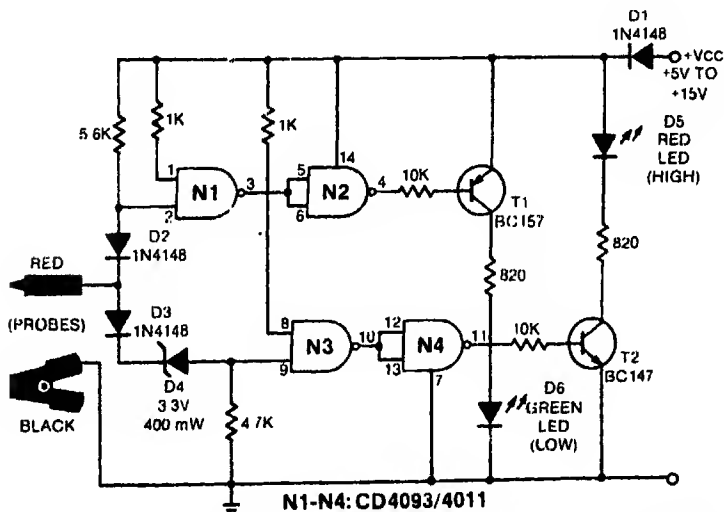 D1
1N4148
+VCC
+5V TO
+15V
5.6K
1K
1K
14
D5
RED
LED
(HIGH)
1
2
N1
3
5
6
N2
4
10K
T1
BC157
D2
1N4148
RED
820
820
(PROBES)
D3
1N4148
8
9
N3
10
12
13
N4
11
7
10K
T2
BC147
D4
3.3V
400 mW
4.7K
BLACK
D6
GREEN
LED
(LOW)
N1-N4: CD4093/4011